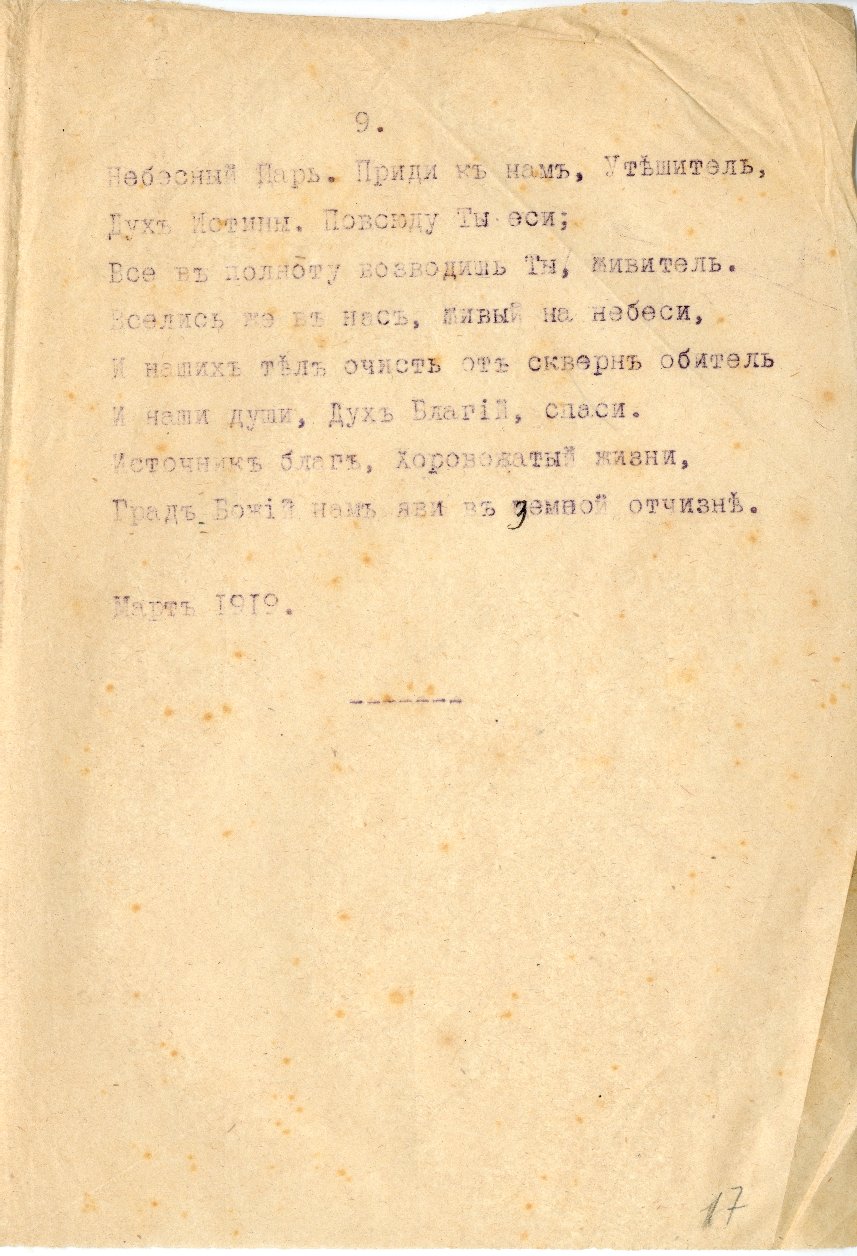 9.
Небесный Царь. Приди къ намъ, Утѣшитель,
Духъ Истины. Повсюду Ты еси;
Все въ полноту возводишь Ты, живитель.
Вселись же въ насъ, живый на небеси,
И нашихъ тѣлъ очисть отъ сквернъ обитель
И наши души, Духъ Благій, спаси.
Источникъ благъ, хороводатый жизни,
Градъ Божій намъ яви въ земной отчизнѣ.
Мартъ 1919.
-------
17